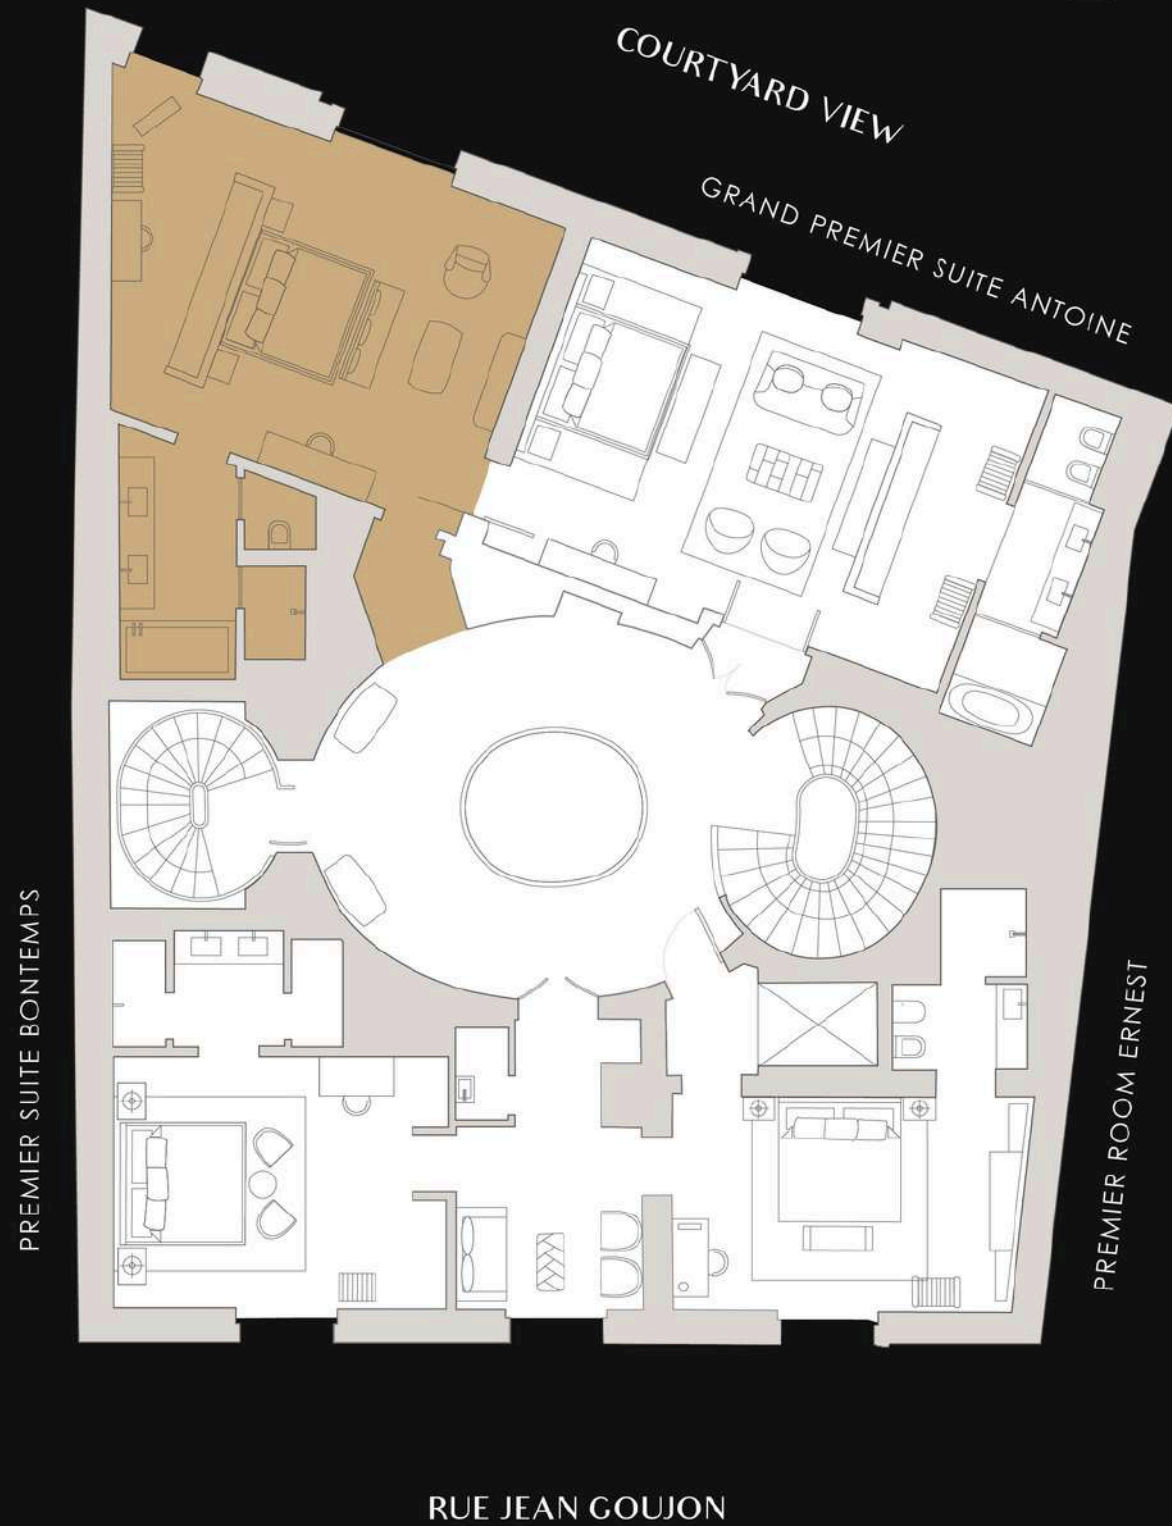 COURTYARD VIEW
GRAND PREMIER SUITE ANTOINE
PREMIER SUITE BONTEMPS
PREMIER ROOM ERNEST
RUE JEAN GOUJON